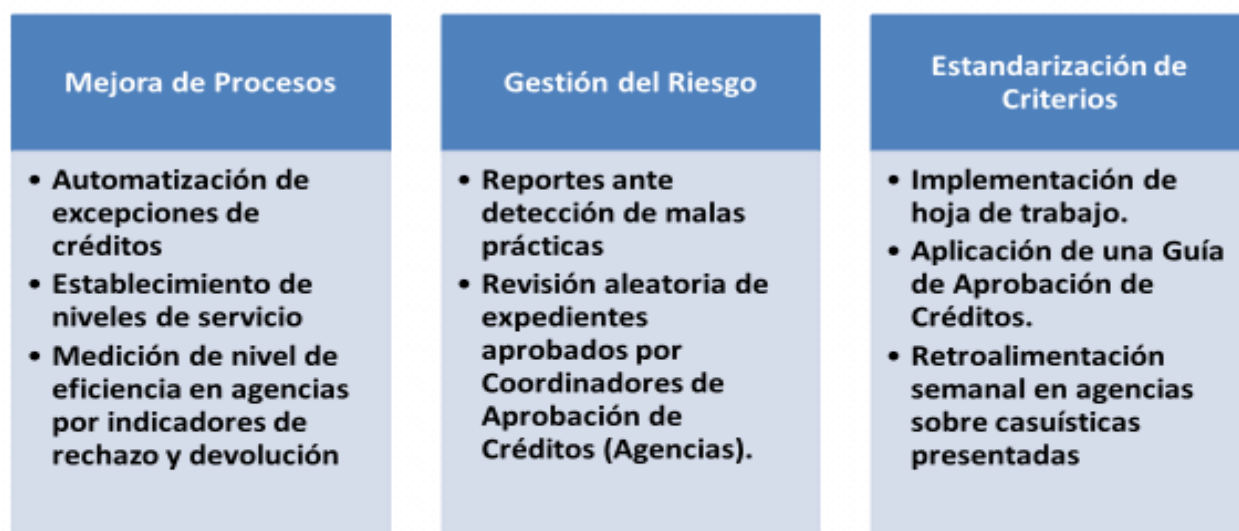 Mejora de Procesos
• Automatización de
excepciones de
créditos
• Establecimiento de
niveles de servicio
• Medición de nivel de
eficiencia en agencias
por indicadores de
rechazo y devolución
Gestión del Riesgo
• Reportes ante
detección de malas
prácticas
• Revisión aleatoria de
expedientes
aprobados por
Coordinadores de
Aprobación de
Créditos (Agencias).
Estandarización de
Criterios
• Implementación de
hoja de trabajo.
• Aplicación de una Guía
de Aprobación de
Créditos.
• Retroalimentación
semanal en agencias
sobre casuísticas
presentadas